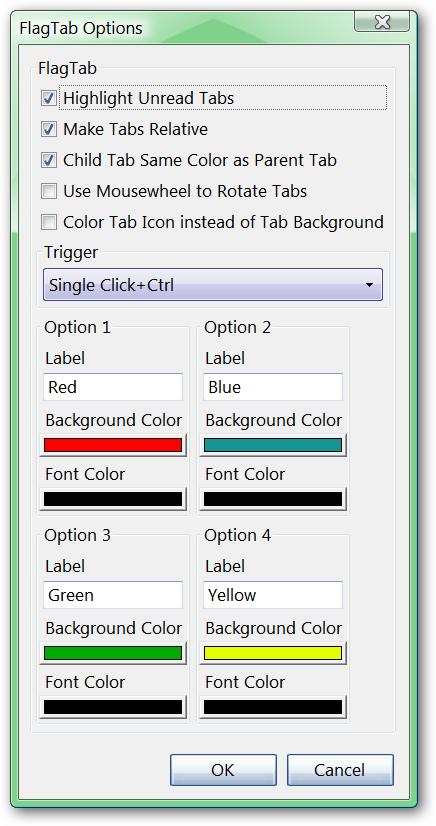 FlagTab Options
FlagTab
Highlight Unread Tabs
Make Tabs Relative
Child Tab Same Color as Parent Tab
Use Mousewheel to Rotate Tabs
Color Tab Icon instead of Tab Background
Trigger
Single Click+Ctrl
Option 1
Label
Red
Background Color
Font Color
Option 2
Label
Blue
Background Color
Font Color
Option 3
Label
Green
Background Color
Font Color
Option 4
Label
Yellow
Background Color
Font Color
OK
Cancel